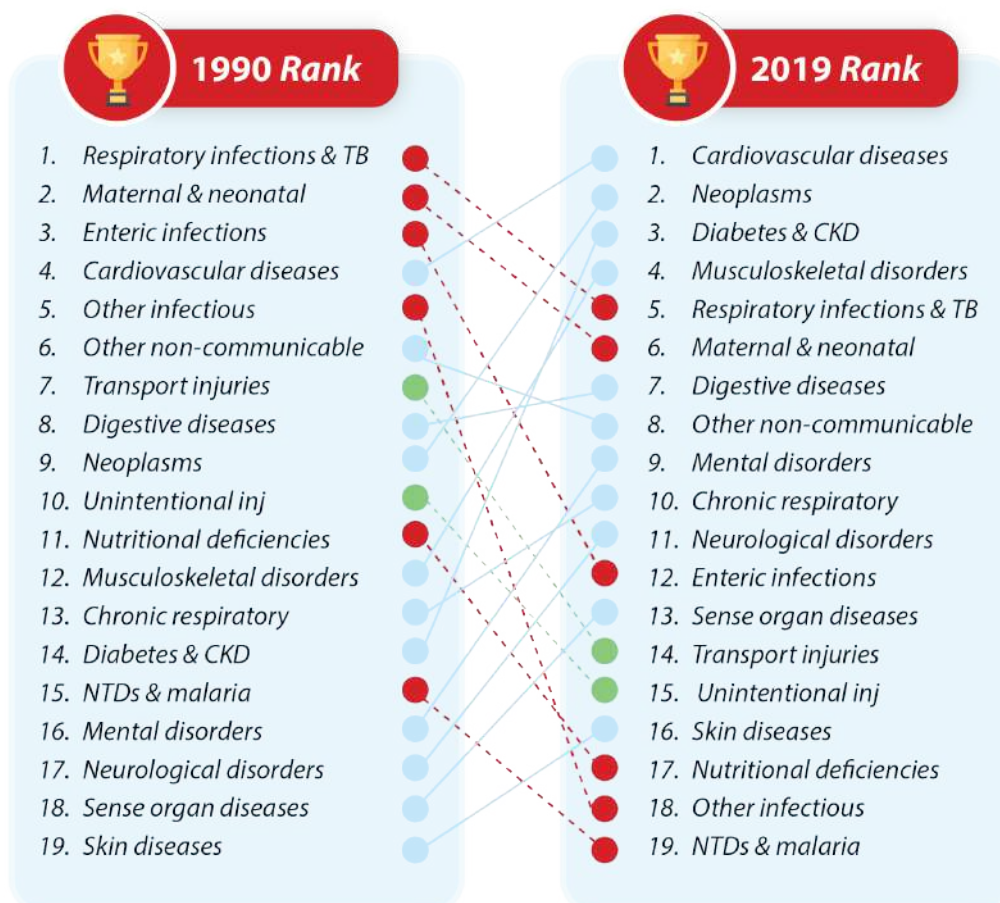 1990 Rank
1. Respiratory infections & TB
2. Maternal & neonatal
3. Enteric infections
4. Cardiovascular diseases
5. Other infectious
6. Other non-communicable
7. Transport injuries
8. Digestive diseases
9. Neoplasms
10. Unintentional inj
11. Nutritional deficiencies
12. Musculoskeletal disorders
13. Chronic respiratory
14. Diabetes & CKD
15. NTDs & malaria
16. Mental disorders
17. Neurological disorders
18. Sense organ diseases
19. Skin diseases
2019 Rank
1. Cardiovascular diseases
2. Neoplasms
3. Diabetes & CKD
4. Musculoskeletal disorders
5. Respiratory infections & TB
6. Maternal & neonatal
7. Digestive diseases
8. Other non-communicable
9. Mental disorders
10. Chronic respiratory
11. Neurological disorders
12. Enteric infections
13. Sense organ diseases
14. Transport injuries
15. Unintentional inj
16. Skin diseases
17. Nutritional deficiencies
18. Other infectious
19. NTDs & malaria